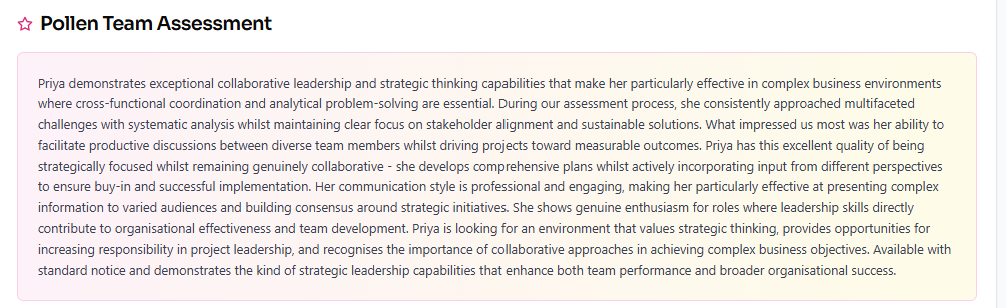 Pollen Team Assessment
Priya demonstrates exceptional collaborative leadership and strategic thinking capabilities that make her particularly effective in complex business environments
where cross-functional coordination and analytical problem-solving are essential. During our assessment process, she consistently approached multifaceted
challenges with systematic analysis whilst maintaining clear focus on stakeholder alignment and sustainable solutions. What impressed us most was her ability to
facilitate productive discussions between diverse team members whilst driving projects toward measurable outcomes. Priya has this excellent quality of being
strategically focused whilst remaining genuinely collaborative - she develops comprehensive plans whilst actively incorporating input from different perspectives
to ensure buy-in and successful implementation. Her communication style is professional and engaging, making her particularly effective at presenting complex
information to varied audiences and building consensus around strategic initiatives. She shows genuine enthusiasm for roles where leadership skills directly
contribute to organisational effectiveness and team development. Priya is looking for an environment that values strategic thinking, provides opportunities for
increasing responsibility in project leadership, and recognises the importance of collaborative approaches in achieving complex business objectives. Available with
standard notice and demonstrates the kind of strategic leadership capabilities that enhance both team performance and broader organisational success.